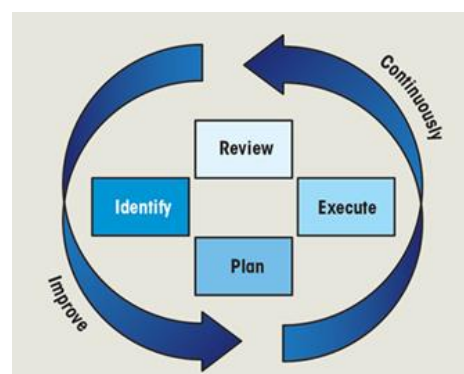 Continuously
Review
Identify
Execute
Plan
Improve